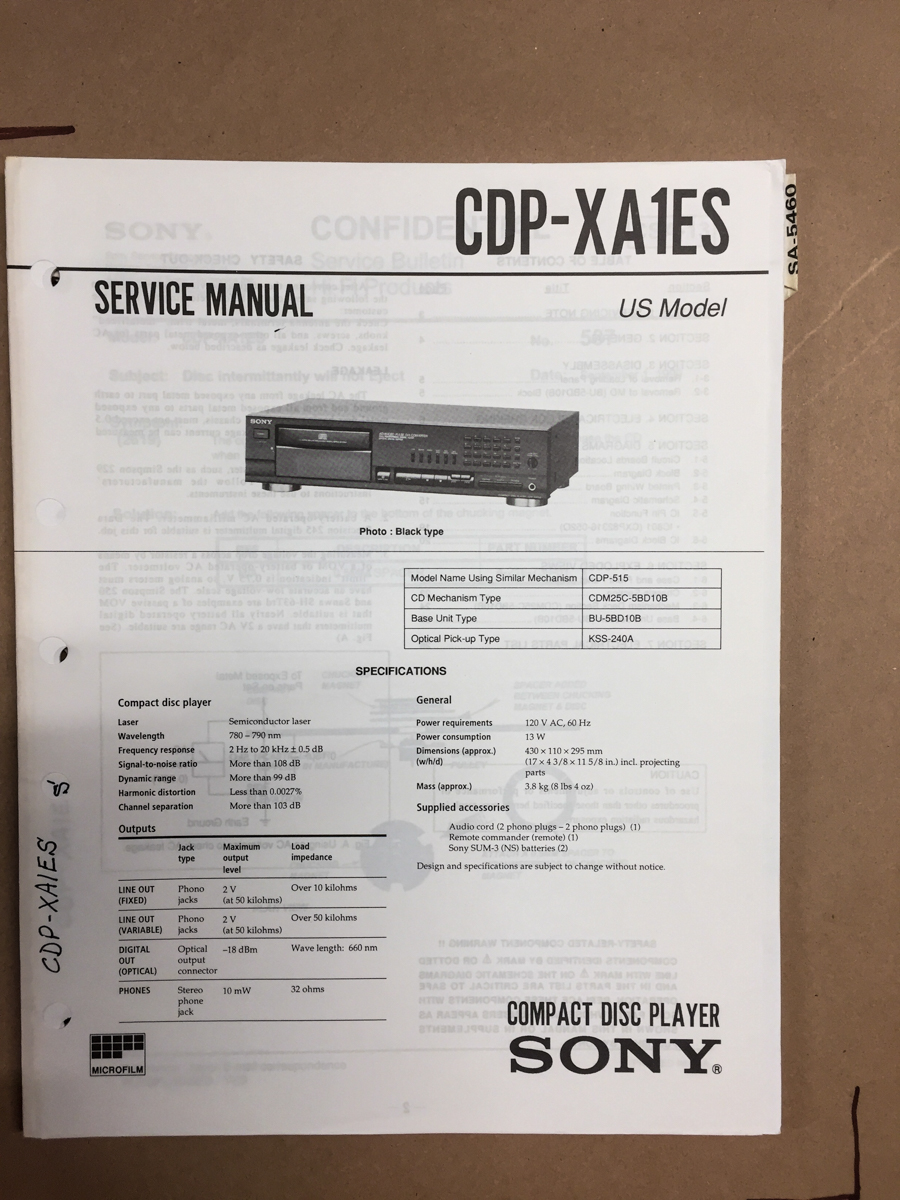 CDP-XA1ES
SA-5460
SERVICE MANUAL
US Model
SONY
Photo : Black type
Model Name Using Similar Mechanism CDP-515
CD Mechanism Type CDM25C-5BD10B
Base Unit Type BU-5BD10B
Optical Pick-up Type KSS-240A
SPECIFICATIONS
Compact disc player
Laser Semiconductor laser
Wavelength 780 – 790 nm
Frequency response 2 Hz to 20 kHz ± 0.5 dB
Signal-to-noise ratio More than 108 dB
Dynamic range More than 99 dB
Harmonic distortion Less than 0.0027%
Channel separation More than 103 dB
Outputs
Jack type Maximum output level Load impedance
LINE OUT (FIXED) Phono jacks 2 V (at 50 kilohms) Over 10 kilohms
LINE OUT (VARIABLE) Phono jacks 2 V (at 50 kilohms) Over 50 kilohms
DIGITAL OUT (OPTICAL) Optical output connector –18 dBm Wave length: 660 nm
PHONES Stereo phone jack 10 mW 32 ohms
General
Power requirements 120 V AC, 60 Hz
Power consumption 13 W
Dimensions (approx.) 430 × 110 × 295 mm
(w/h/d) (17 × 4 3/8 × 11 5/8 in.) incl. projecting
parts
Mass (approx.) 3.8 kg (8 lbs 4 oz)
Supplied accessories
Audio cord (2 phono plugs – 2 phono plugs) (1)
Remote commander (remote) (1)
Sony SUM-3 (NS) batteries (2)
Design and specifications are subject to change without notice.
CDP-XA1ES
MICROFILM
COMPACT DISC PLAYER
SONY®